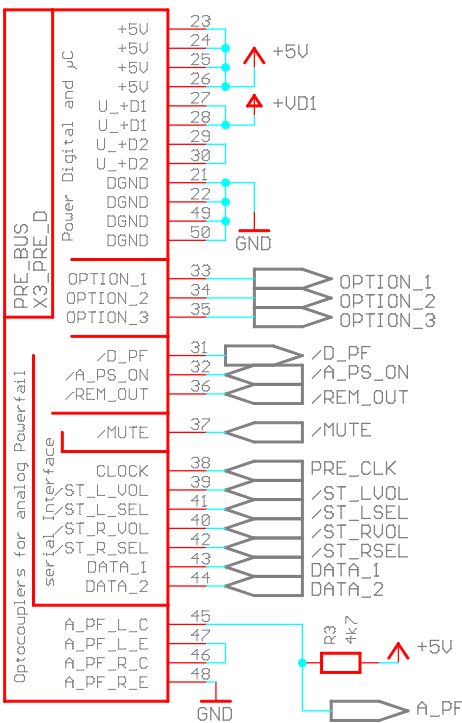 PRE_BUS
X3_PRE_D
Power Digital and µC
+5V 23
+5V 24
+5V 25
+5V 26
+5V
U_+D1 27
U_+D1 28
+VD1
U_+D2 29
U_+D2 30
DGND 21
DGND 22
DGND 49
DGND 50
GND
OPTION_1 33 OPTION_1
OPTION_2 34 OPTION_2
OPTION_3 35 OPTION_3
/D_PF 31 /D_PF
/A_PS_ON 32 /A_PS_ON
/REM_OUT 36 /REM_OUT
/MUTE 37 /MUTE
Optocouplers for analog Powerfail
serial Interface
CLOCK 38 PRE_CLK
/ST_L_VOL 39 /ST_LVOL
/ST_L_SEL 41 /ST_LSEL
/ST_R_VOL 40 /ST_RVOL
/ST_R_SEL 42 /ST_RSEL
DATA_1 43 DATA_1
DATA_2 44 DATA_2
A_PF_L_C 45
A_PF_L_E 47
A_PF_R_C 46
A_PF_R_E 48
GND
R3
4k7
+5V
A_PF